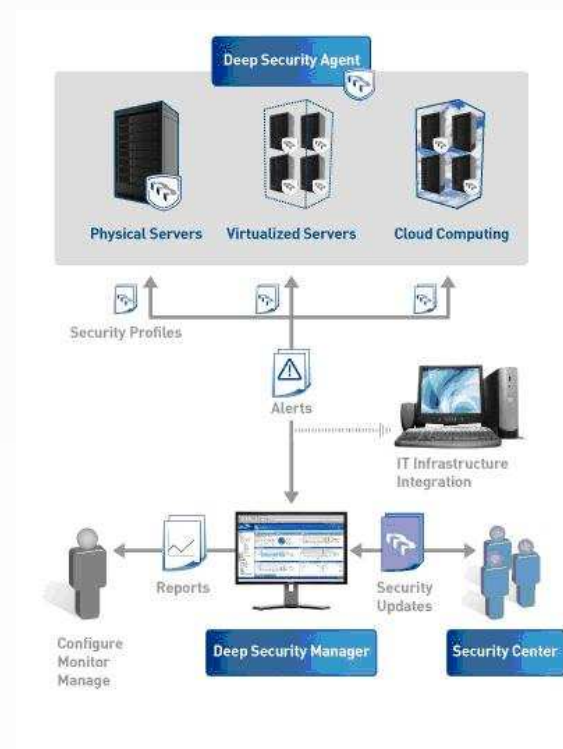 Deep Security Agent
Physical Servers
Virtualized Servers
Cloud Computing
Security Profiles
Alerts
IT Infrastructure
Integration
Reports
Security
Updates
Configure
Monitor
Manage
Deep Security Manager
Security Center